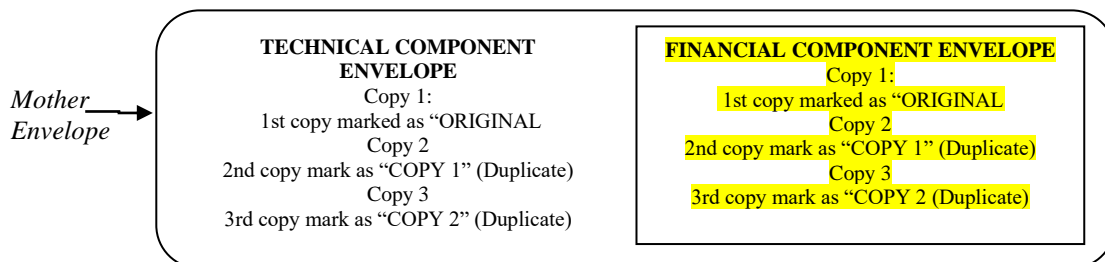 Mother
Envelope
TECHNICAL COMPONENT
ENVELOPE
Copy 1:
1st copy marked as “ORIGINAL
Copy 2
2nd copy mark as “COPY 1” (Duplicate)
Copy 3
3rd copy mark as “COPY 2” (Duplicate)
FINANCIAL COMPONENT ENVELOPE
Copy 1:
1st copy marked as “ORIGINAL
Copy 2
2nd copy mark as “COPY 1” (Duplicate)
Copy 3
3rd copy mark as “COPY 2 (Duplicate)